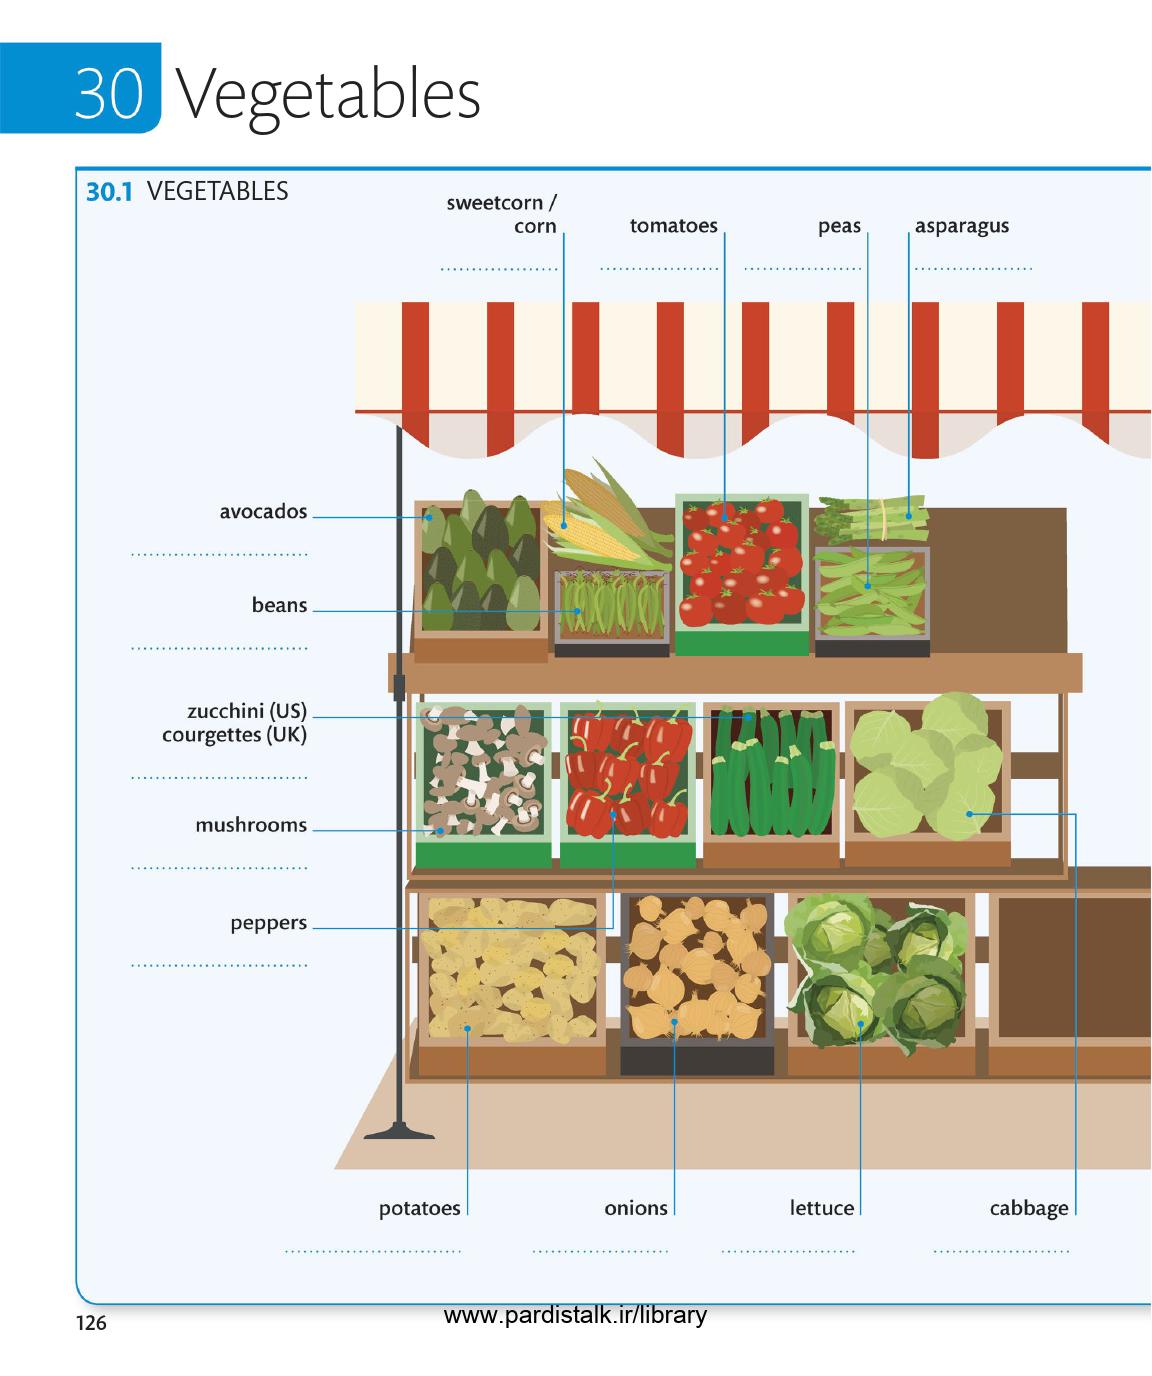 30 Vegetables
30.1 VEGETABLES
sweetcorn /
corn
tomatoes
peas
asparagus
avocados
beans
zucchini (US)
courgettes (UK)
mushrooms
peppers
potatoes
onions
lettuce
cabbage
126
www.pardistalk.ir/library